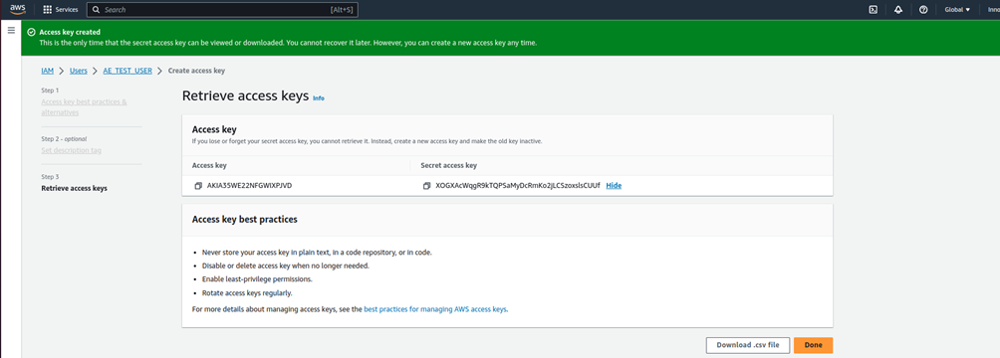 aws
Services
Search
[Alt+S]
Global
Access key created
This is the only time that the secret access key can be viewed or downloaded. You cannot recover it later. However, you can create a new access key any time.
IAM
Users
AE_TEST_USER
Create access key
Step 1
Access key best practices &
alternatives
Step 2 - optional
Set description tag
Step 3
Retrieve access keys
Retrieve access keys Info
Access key
If you lose or forget your secret access key, you cannot retrieve it. Instead, create a new access key and make the old key inactive.
Access key
Secret access key
Hide
Access key best practices
Never store your access key in plain text, in a code repository, or in code.
Disable or delete access key when no longer needed.
Enable least-privilege permissions.
Rotate access keys regularly.
For more details about managing access keys, see the best practices for managing AWS access keys.
Download .csv file
Done